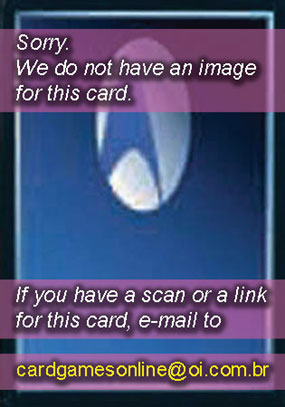 Sorry.
We do not have an image
for this card.
If you have a scan or a link
for this card, e-mail to
cardgamesonline@oi.com.br